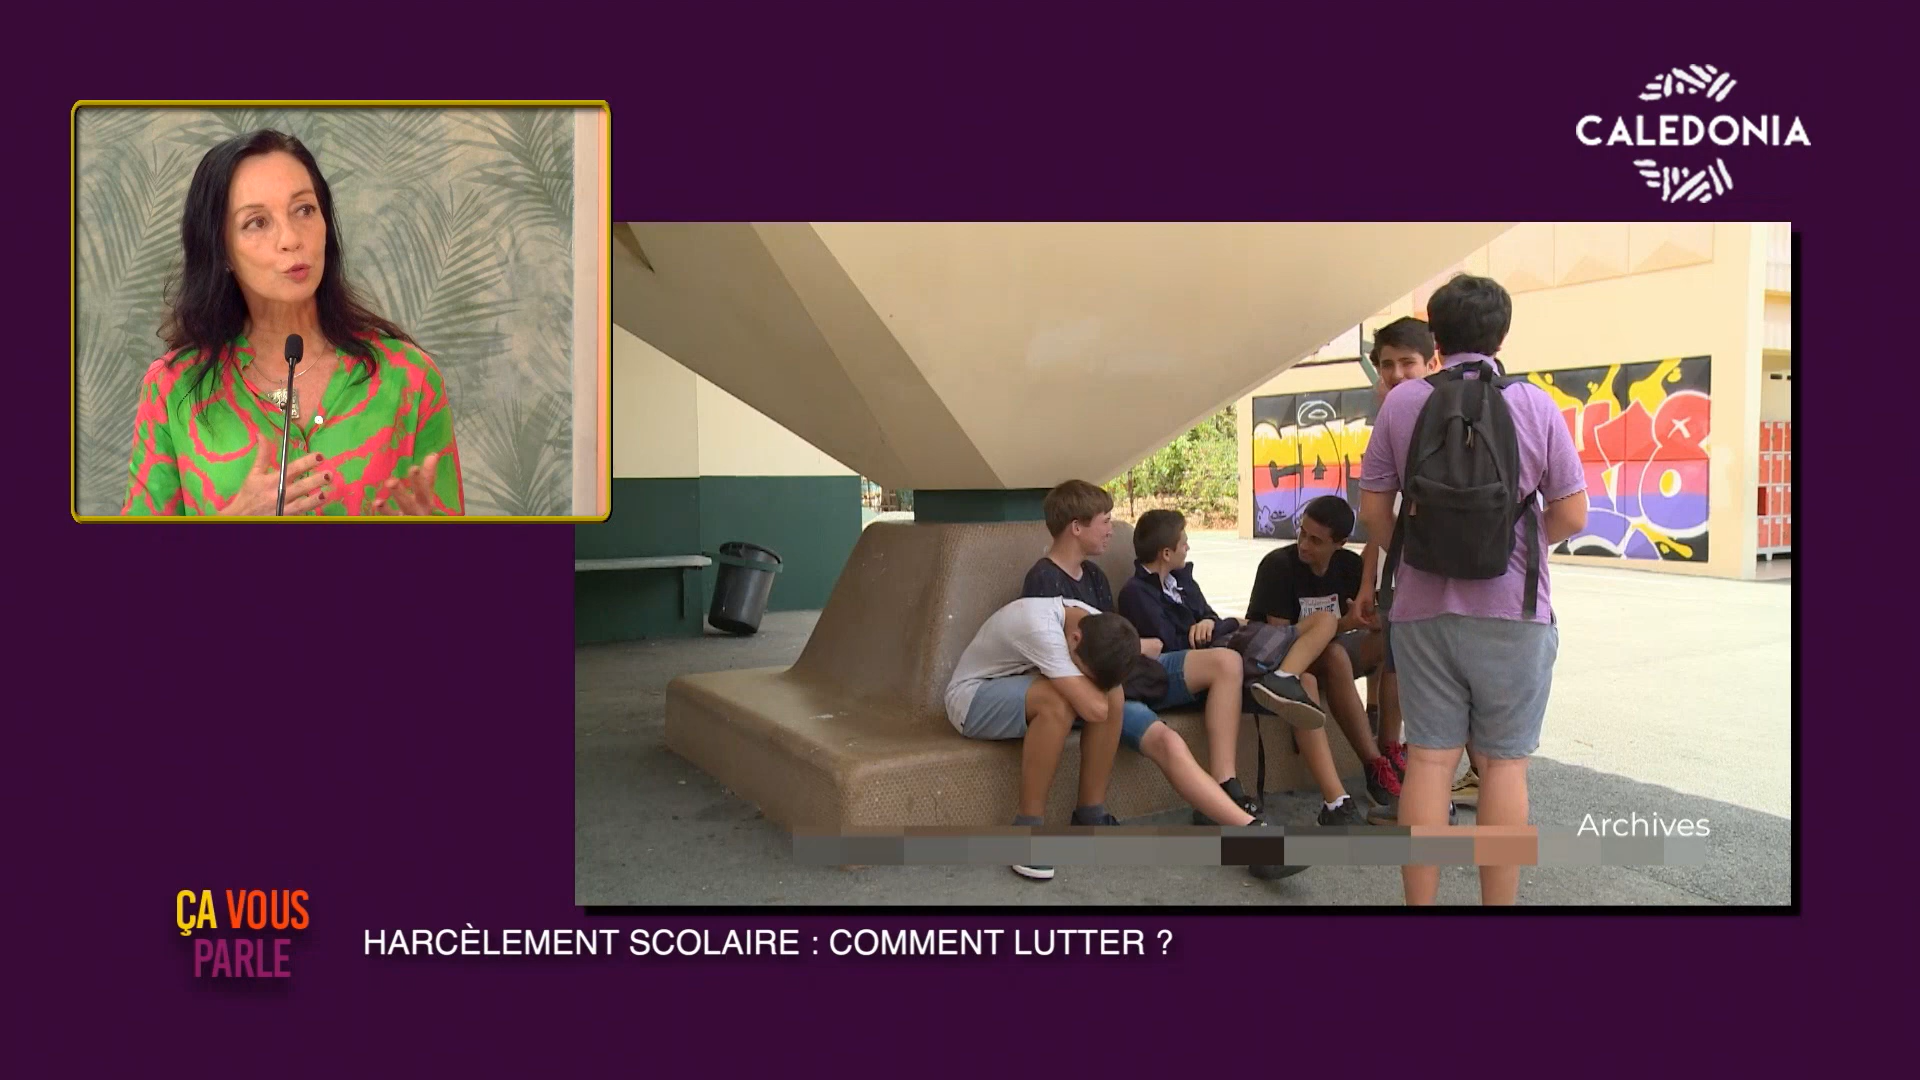 CALEDONIA
Archives
ÇA VOUS
PARLE
HARCÈLEMENT SCOLAIRE : COMMENT LUTTER ?